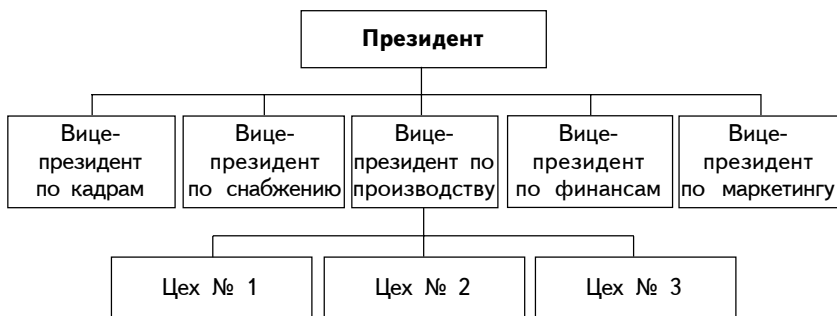 Президент
Вице-
президент
по кадрам
Вице-
президент
по снабжению
Вице-
президент по
производству
Вице-
президент
по финансам
Вице-
президент
по маркетингу
Цех № 1
Цех № 2
Цех № 3